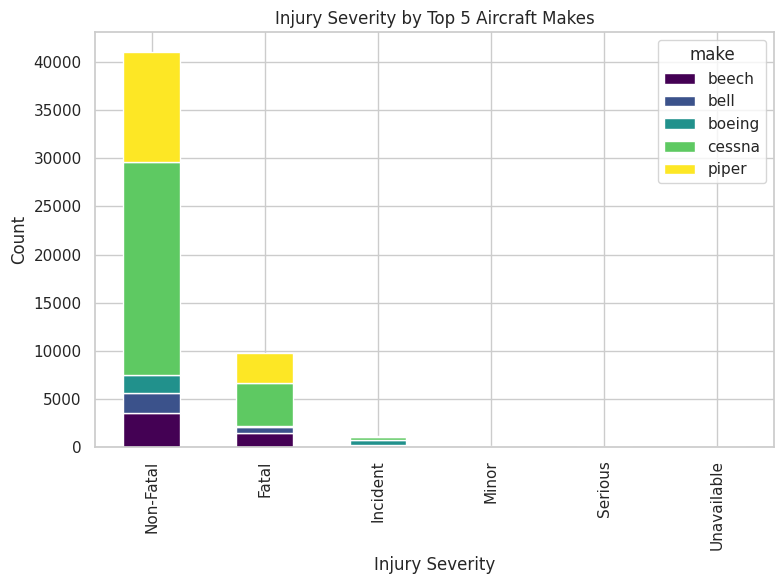 Injury Severity by Top 5 Aircraft Makes
make
beech
bell
boeing
cessna
piper
Count
40000
35000
30000
25000
20000
15000
10000
5000
0
Non-Fatal
Fatal
Incident
Minor
Serious
Unavailable
Injury Severity